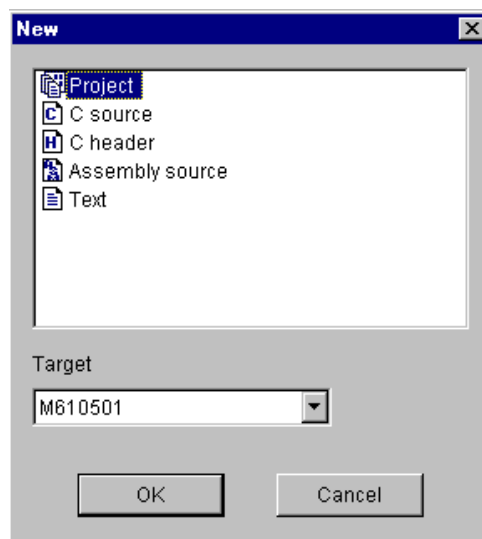 New
Project
C source
C header
Assembly source
Text
Target
M610501
OK Cancel